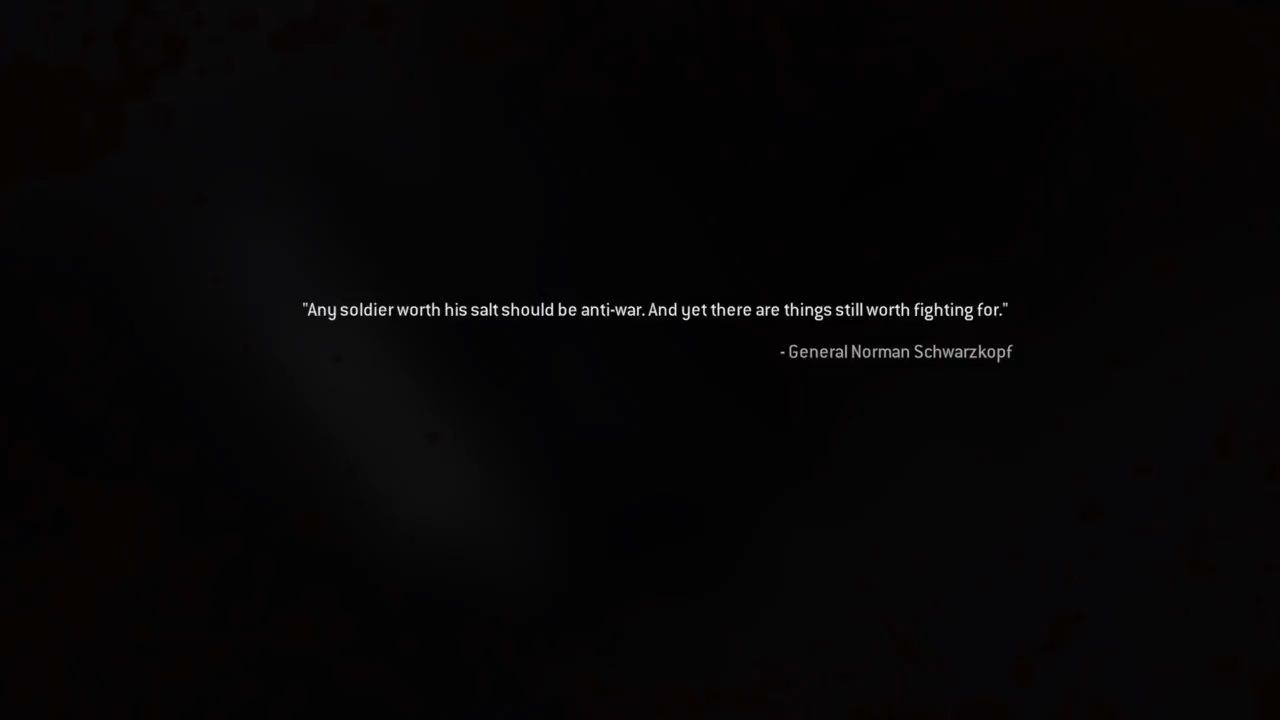 "Any soldier worth his salt should be anti-war. And yet there are things still worth fighting for."
- General Norman Schwarzkopf